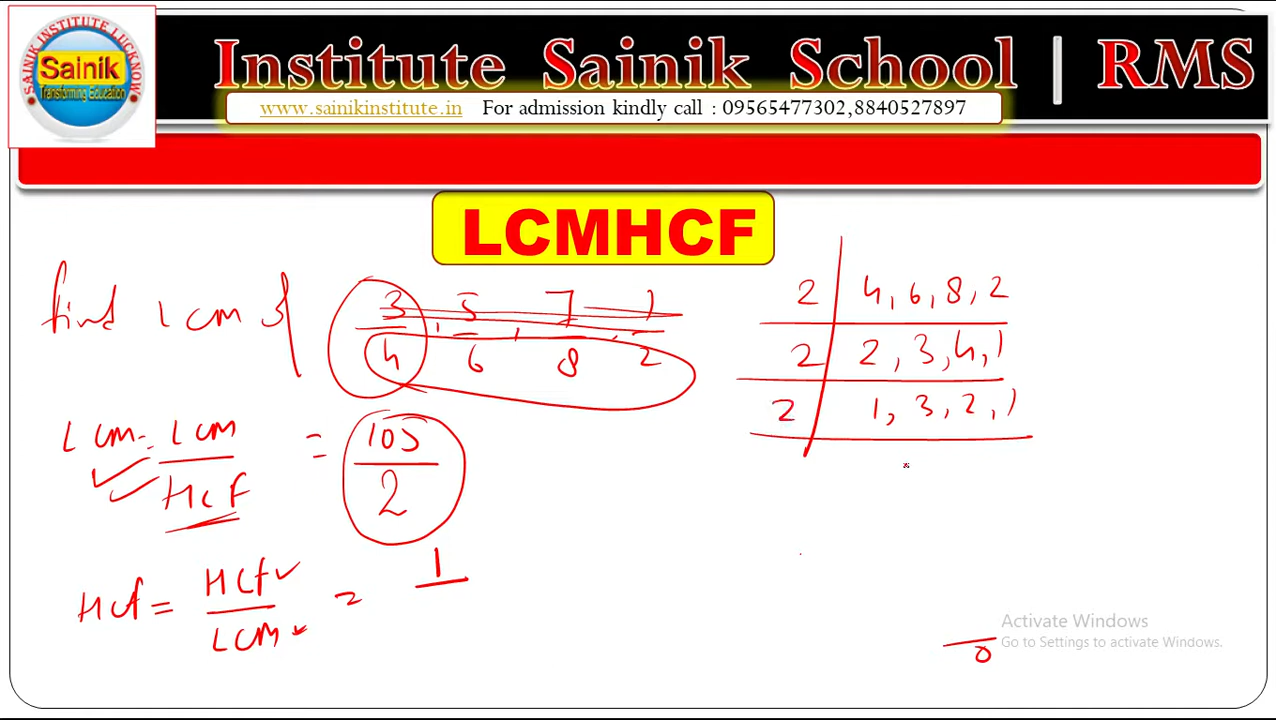 SAINIK INSTITUTE LUCKNOW
Sainik
Transforming Education
Institute Sainik School | RMS
www.sainikinstitute.in For admission kindly call : 09565477302,8840527897
LCMHCF
find LCM of 3/4, 5/6, 7/8, 1/2
LCM = LCM/HCF = 105/2
HCF = HCF/LCM = 1
2 | 4, 6, 8, 2
2 | 2, 3, 4, 1
2 | 1, 3, 2, 1
Activate Windows
Go to Settings to activate Windows.